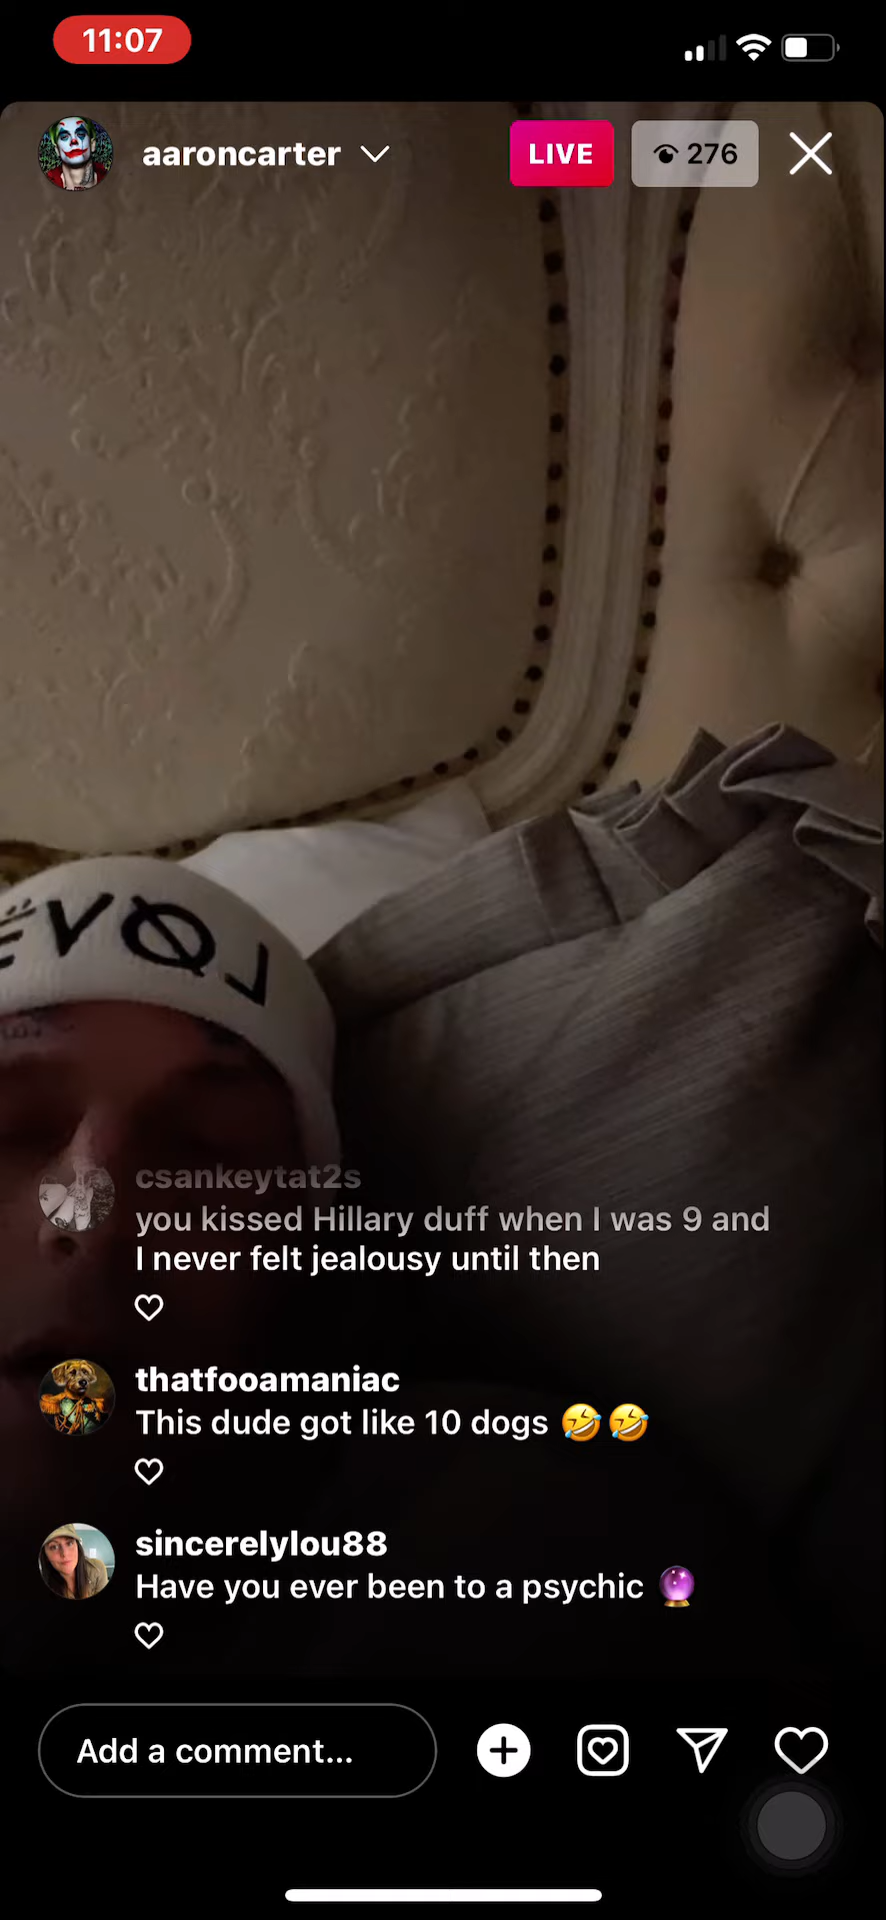 11:07
aaroncarter
LIVE
276
csankeytat2s
you kissed Hillary duff when I was 9 and
I never felt jealousy until then
thatfooamaniac
This dude got like 10 dogs 🤣🤣
sincerelylou88
Have you ever been to a psychic 🔮
Add a comment...